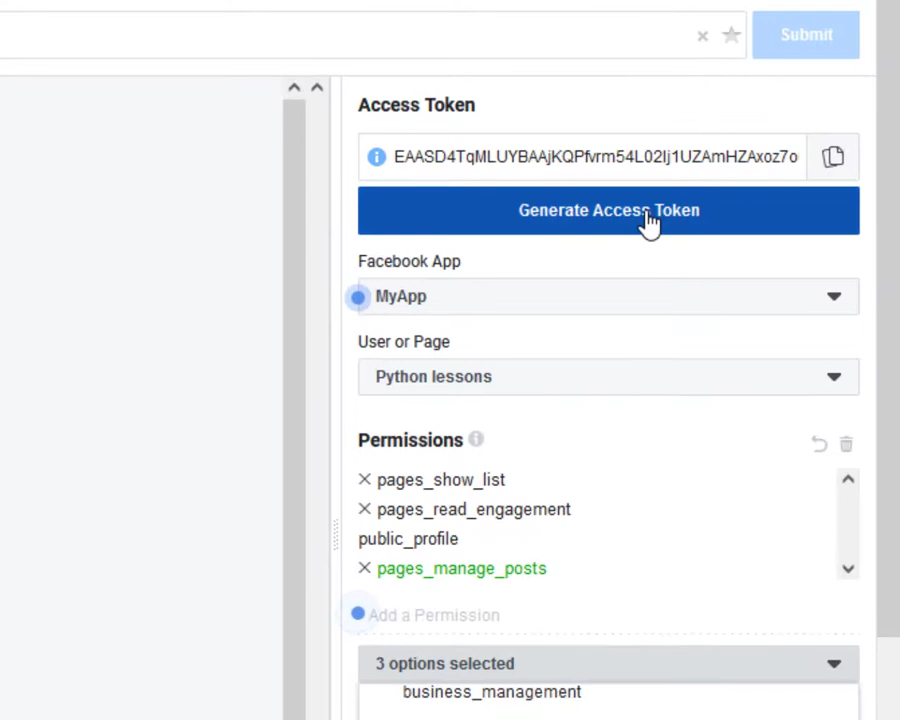 Submit
Access Token
EAASD4TqMLUYBAAjKQPfvrm54L02Ij1UZAmHZAxoz7o
Generate Access Token
Facebook App
MyApp
User or Page
Python lessons
Permissions
pages_show_list
pages_read_engagement
public_profile
pages_manage_posts
Add a Permission
3 options selected
business_management